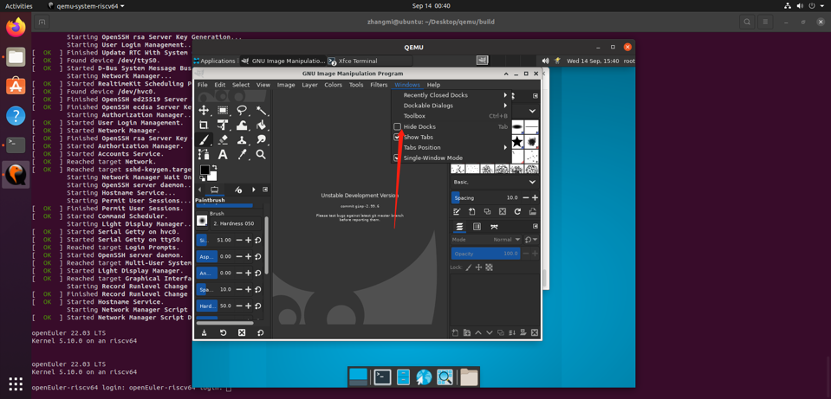 Activities
qemu-system-riscv64
Sep 14 00:40
zhangmi@ubuntu: ~/Desktop/qemu/build
Starting OpenSSH rsa Server Key Generation...
Starting User Login Management..
[ OK ] Finished Update RTC With System
[ OK ] Found device /dev/ttyS0.
[ OK ] Started D-Bus System Message Bus
Starting Network Manager...
[ OK ] Started RealtimeKit Scheduling P
[ OK ] Found device /dev/hvc0.
[ OK ] Finished OpenSSH ed25519 Server
[ OK ] Finished OpenSSH ecdsa Server Ke
Starting Authorization Manager..
[ OK ] Started User Login Management.
[ OK ] Started Network Manager.
[ OK ] Finished OpenSSH rsa Server Key
[ OK ] Started Authorization Manager.
[ OK ] Started Accounts Service.
[ OK ] Reached target Network.
[ OK ] Reached target sshd-keygen.targe
Starting Network Manager Wait On
Starting OpenSSH server daemon..
Starting Hostname Service...
Starting Permit User Sessions...
[ OK ] Finished Permit User Sessions.
[ OK ] Started Command Scheduler.
Starting Light Display Manager..
[ OK ] Started Serial Getty on hvc0.
[ OK ] Started Serial Getty on ttyS0.
[ OK ] Reached target Login Prompts.
[ OK ] Started OpenSSH server daemon.
[ OK ] Reached target Multi-User System
[ OK ] Started Light Display Manager.
[ OK ] Reached target Graphical Interfa
Starting Record Runlevel Change
[ OK ] Finished Record Runlevel Change
[ OK ] Started Hostname Service.
Starting Network Manager Script
[ OK ] Started Network Manager Script D
openEuler 22.03 LTS
Kernel 5.10.0 on an riscv64
openEuler 22.03 LTS
Kernel 5.10.0 on an riscv64
openEuler-riscv64 login: openEuler-riscv64 login:
QEMU
Applications
GNU Image Manipulation...
Xfce Terminal
Wed 14 Sep, 15:40
root
GNU Image Manipulation Program
File Edit Select View Image Layer Colors Tools Filters Windows Help
Recently Closed Docks
Dockable Dialogs
Toolbox Ctrl+B
Hide Docks Tab
Show Tabs
Tabs Position
Single-Window Mode
Paintbrush
Brush
2. Hardness 050
51.00
Asp... 0.00
An... 0.00
Spa... 10.0
Hard... 50.0
Unstable Development Version
Please test bugs against latest git master branch
before reporting them.
Basic,
Spacing 10.0
Mode Normal
Opacity 100.0
Lock: